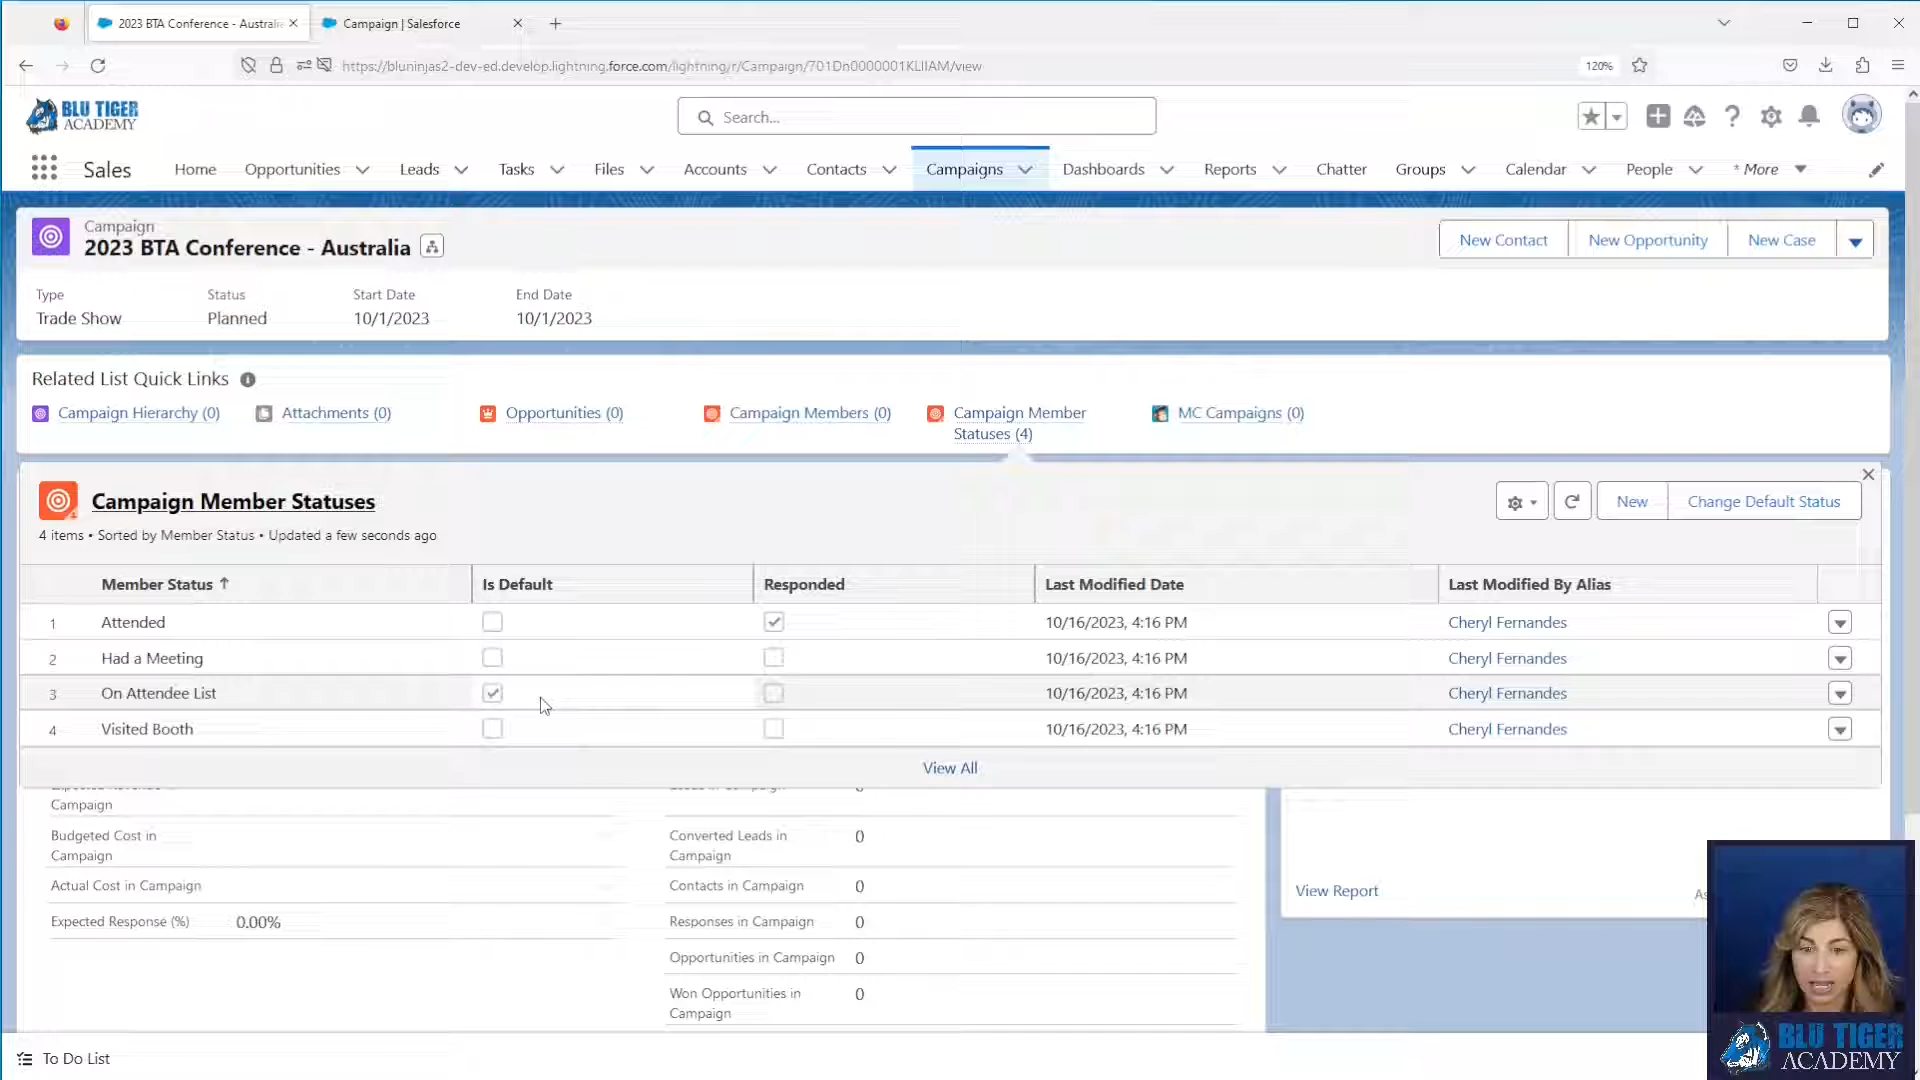 2023 BTA Conference - Australia
Campaign | Salesforce
https://bluninjas2-dev-ed.develop.lightning.force.com/lightning/r/Campaign/701Dn0000001KLIIAM/view
120%
BLU TIGER
ACADEMY
Search...
Sales
Home
Opportunities
Leads
Tasks
Files
Accounts
Contacts
Campaigns
Dashboards
Reports
Chatter
Groups
Calendar
People
* More
Campaign
2023 BTA Conference - Australia
New Contact
New Opportunity
New Case
Type
Status
Start Date
End Date
Trade Show
Planned
10/1/2023
10/1/2023
Related List Quick Links
Campaign Hierarchy (0)
Attachments (0)
Opportunities (0)
Campaign Members (0)
Campaign Member
Statuses (4)
MC Campaigns (0)
Campaign Member Statuses
New
Change Default Status
4 items • Sorted by Member Status • Updated a few seconds ago
Member Status
Is Default
Responded
Last Modified Date
Last Modified By Alias
1 Attended 10/16/2023, 4:16 PM Cheryl Fernandes
2 Had a Meeting 10/16/2023, 4:16 PM Cheryl Fernandes
3 On Attendee List 10/16/2023, 4:16 PM Cheryl Fernandes
4 Visited Booth 10/16/2023, 4:16 PM Cheryl Fernandes
View All
Campaign
Budgeted Cost in
Campaign
Actual Cost in Campaign
Expected Response (%) 0.00%
Converted Leads in
Campaign
0
Contacts in Campaign 0
Responses in Campaign 0
Opportunities in Campaign 0
Won Opportunities in
Campaign
0
View Report
As
To Do List
BLU TIGER
ACADEMY